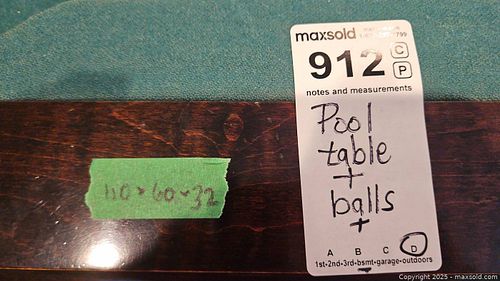 maxsold
912 C
P
notes and measurements
Pool
table
+
balls
+
110 × 60 × 32
A B C D
1st-2nd-3rd-bsmt-garage-outdoors
Copyright 2025 - maxsold.com